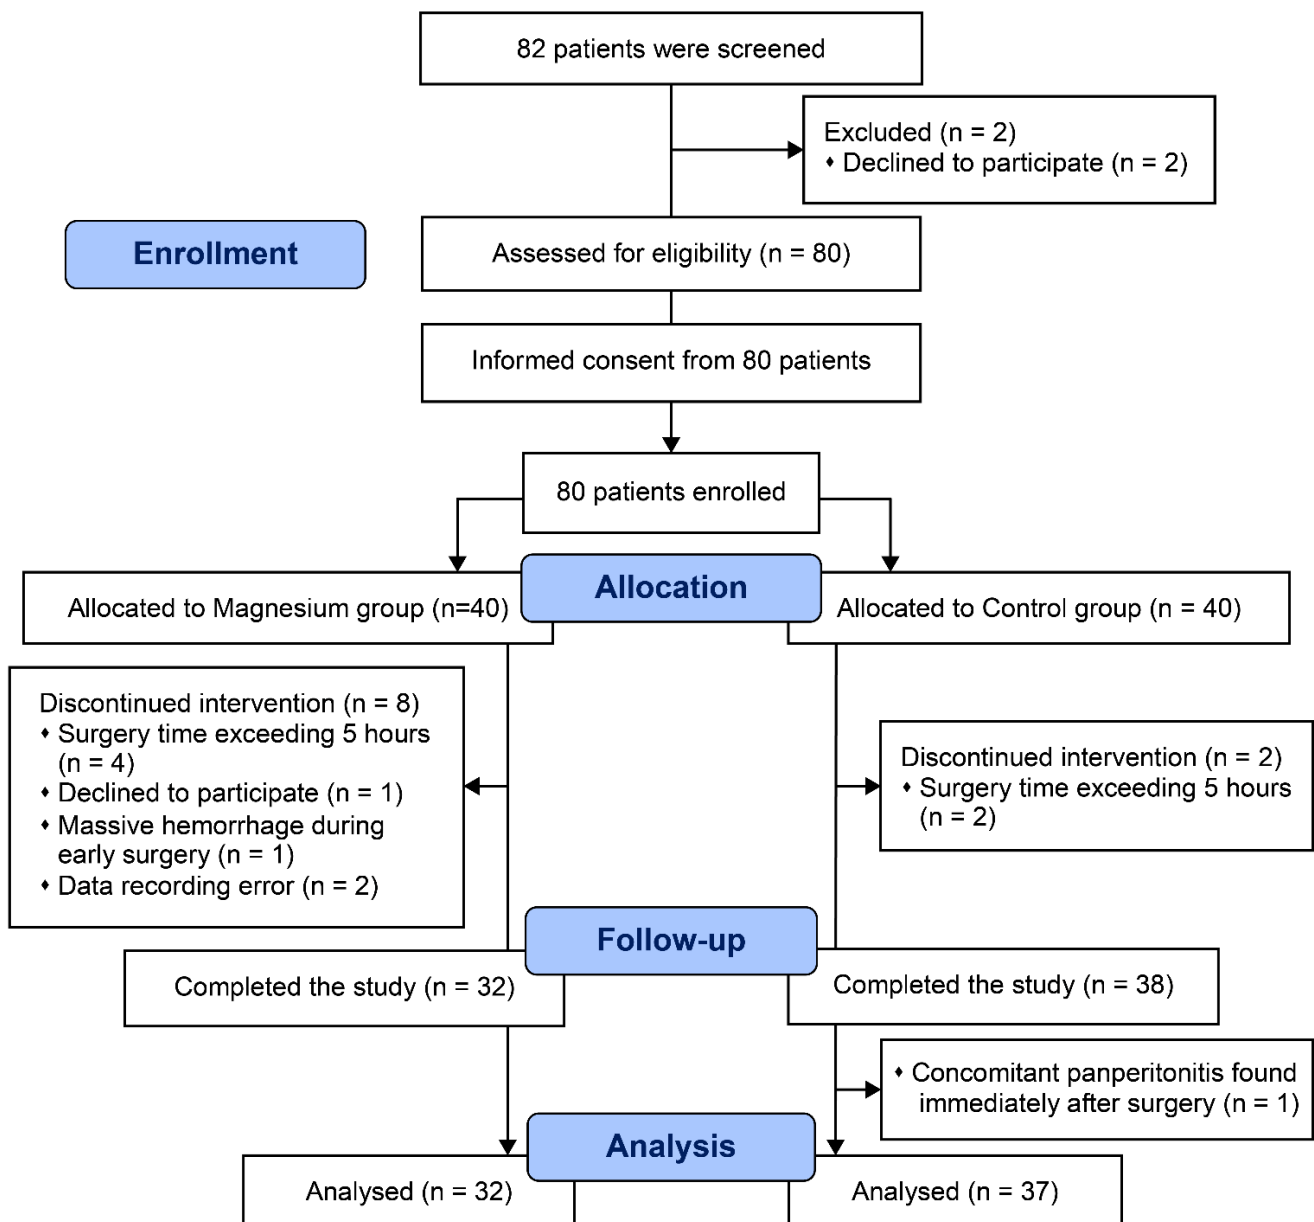 82 patients were screened
Excluded (n = 2)
♦ Declined to participate (n = 2)
Enrollment
Assessed for eligibility (n = 80)
Informed consent from 80 patients
80 patients enrolled
Allocation
Allocated to Magnesium group (n=40)
Allocated to Control group (n = 40)
Discontinued intervention (n = 8)
♦ Surgery time exceeding 5 hours
(n = 4)
♦ Declined to participate (n = 1)
♦ Massive hemorrhage during
early surgery (n = 1)
♦ Data recording error (n = 2)
Discontinued intervention (n = 2)
♦ Surgery time exceeding 5 hours
(n = 2)
Follow-up
Completed the study (n = 32)
Completed the study (n = 38)
♦ Concomitant panperitonitis found
immediately after surgery (n = 1)
Analysis
Analysed (n = 32)
Analysed (n = 37)